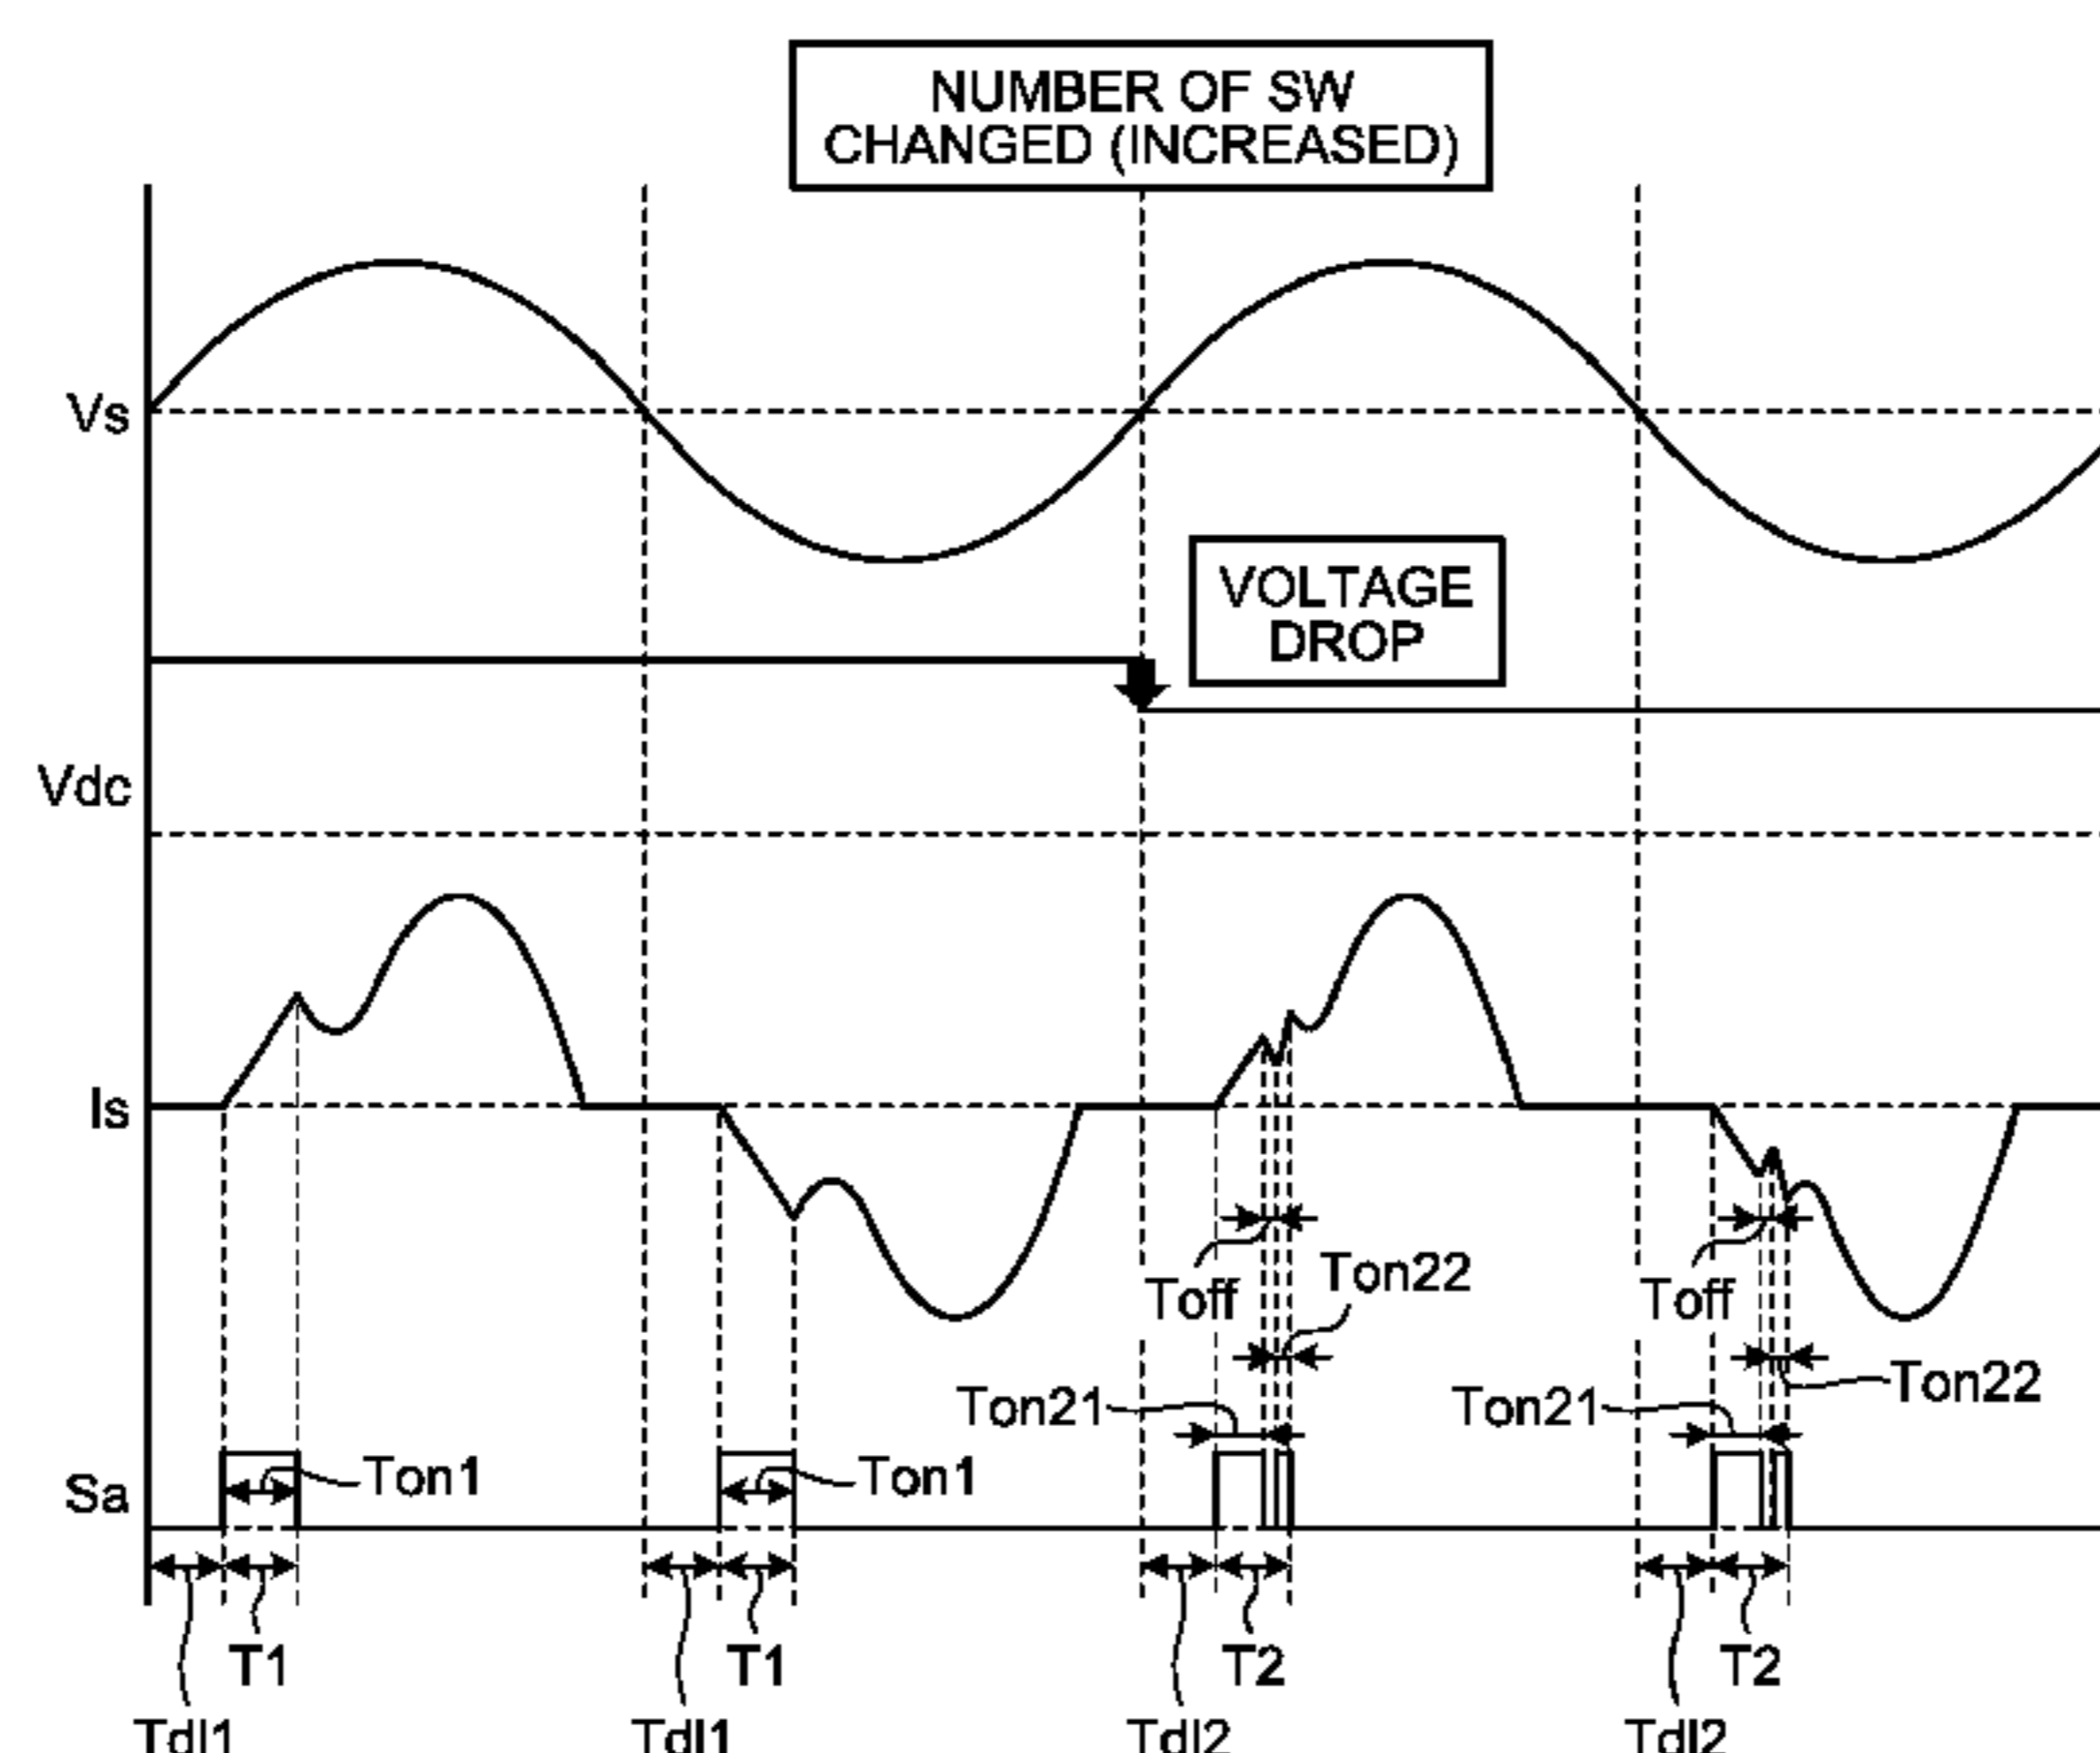 NUMBER OF SW
CHANGED (INCREASED)
Vs
VOLTAGE
DROP
Vdc
Is
Toff
Ton22
Toff
Ton21
Ton21
Ton22
Sa
Ton1
Ton1
T1
T1
T2
T2
Tdl1
Tdl1
Tdl2
Tdl2